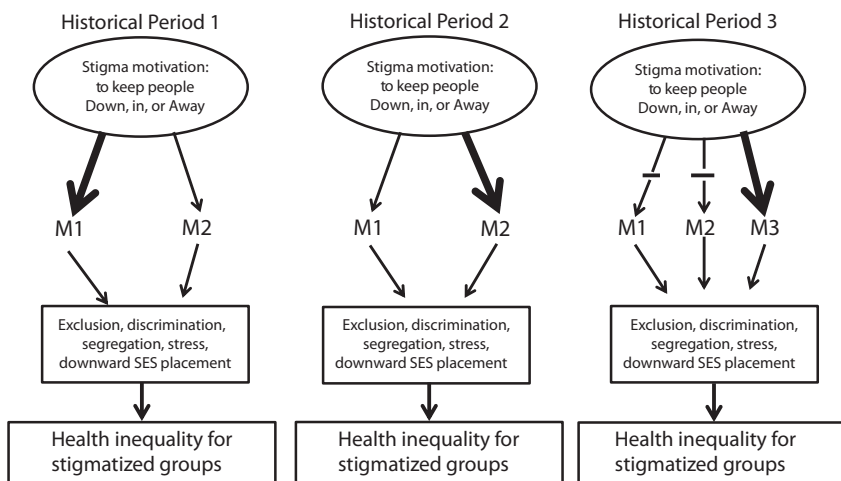 Historical Period 1
Stigma motivation:
to keep people
Down, in, or Away
M1
M2
Exclusion, discrimination,
segregation, stress,
downward SES placement
Health inequality for
stigmatized groups
Historical Period 2
Stigma motivation:
to keep people
Down, in, or Away
M1
M2
Exclusion, discrimination,
segregation, stress,
downward SES placement
Health inequality for
stigmatized groups
Historical Period 3
Stigma motivation:
to keep people
Down, in, or Away
M1
M2
M3
Exclusion, discrimination,
segregation, stress,
downward SES placement
Health inequality for
stigmatized groups